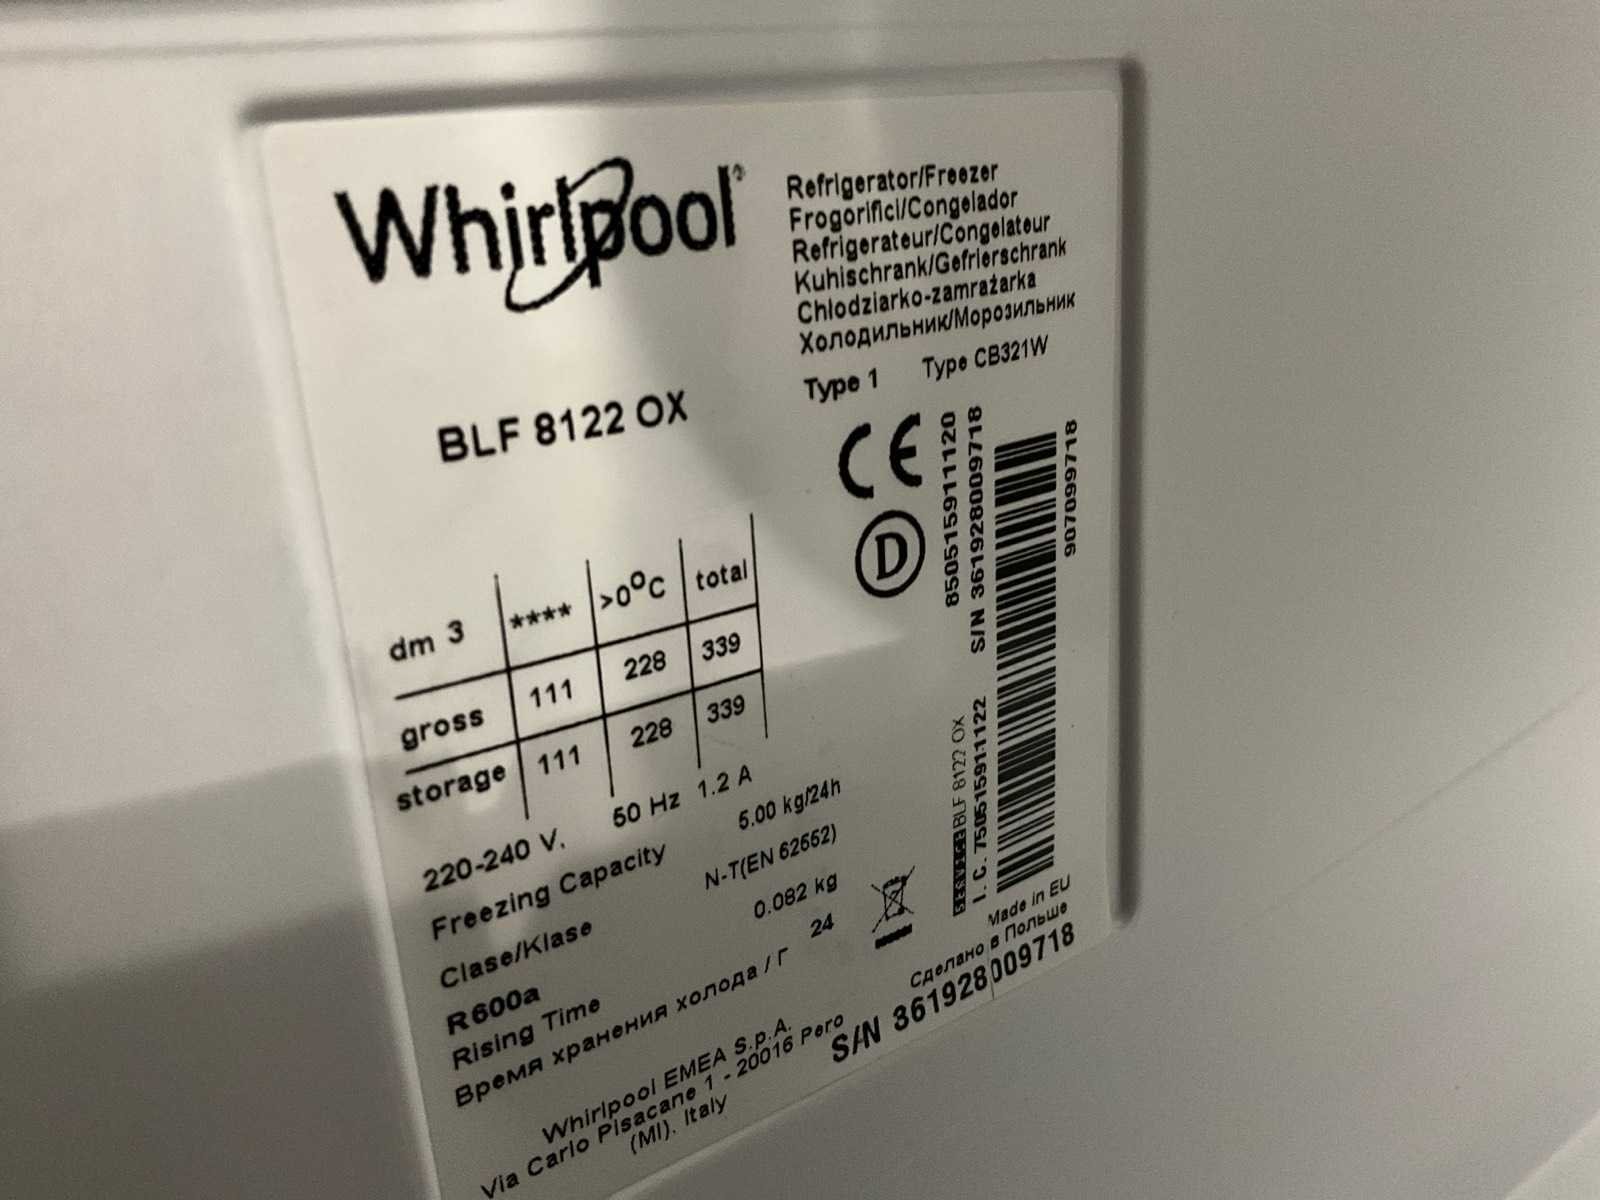 Whirlpool
Refrigerator/Freezer
Frogorifici/Congelador
Refrigerateur/Congelateur
Kuhischrank/Gefrierschrank
Chlodziarko-zamrażarka
Холодильник/Морозильник
Type 1 Type CB321W
BLF 8122 OX
CE
D
850515911120
S/N 361928009718
907099718
dm 3 **** >0°C total
gross 111 228 339
storage 111 228 339
220-240 V. 50 Hz 1.2 A
Freezing Capacity 5.00 kg/24h
Clase/Klase N-T(EN 62552)
R600a 0.082 kg
Rising Time
Время хранения холода / Г 24
SERVICE BLF 8122 OX
I. C. 750515911122
Made in EU
Сделано в Польше
S/N 361928009718
Whirlpool EMEA S.p.A.
Via Carlo Pisacane 1 - 20016 Pero
(MI). Italy